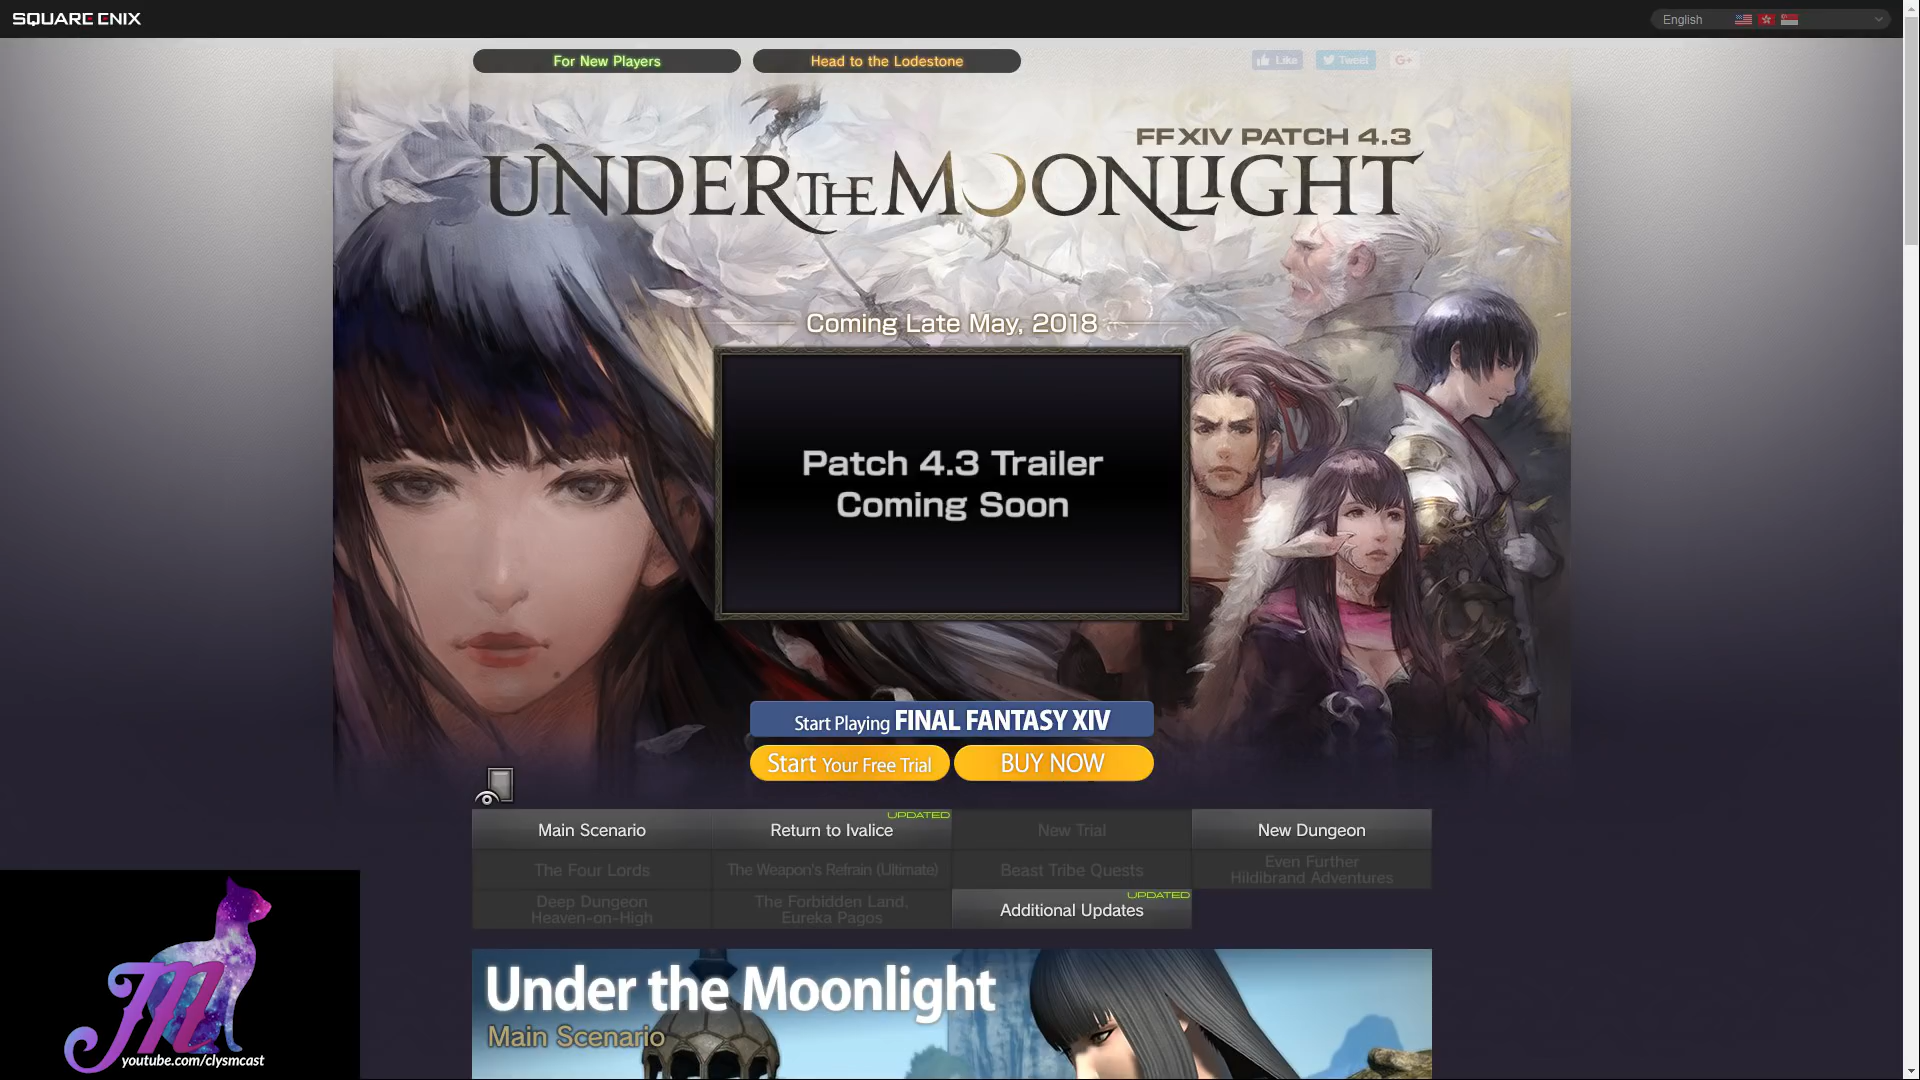 SQUARE ENIX
English
For New Players
Head to the Lodestone
Like
Tweet
G+
FFXIV PATCH 4.3
UNDER THE MOONLIGHT
Coming Late May, 2018
Patch 4.3 Trailer
Coming Soon
Start Playing FINAL FANTASY XIV
Start Your Free Trial
BUY NOW
Main Scenario
UPDATED
Return to Ivalice
New Trial
New Dungeon
The Four Lords
The Weapon's Refrain (Ultimate)
Beast Tribe Quests
Even Further
Hildibrand Adventures
Deep Dungeon
Heaven-on-High
The Forbidden Land,
Eureka Pagos
UPDATED
Additional Updates
Under the Moonlight
Main Scenario
M
youtube.com/clysmcast